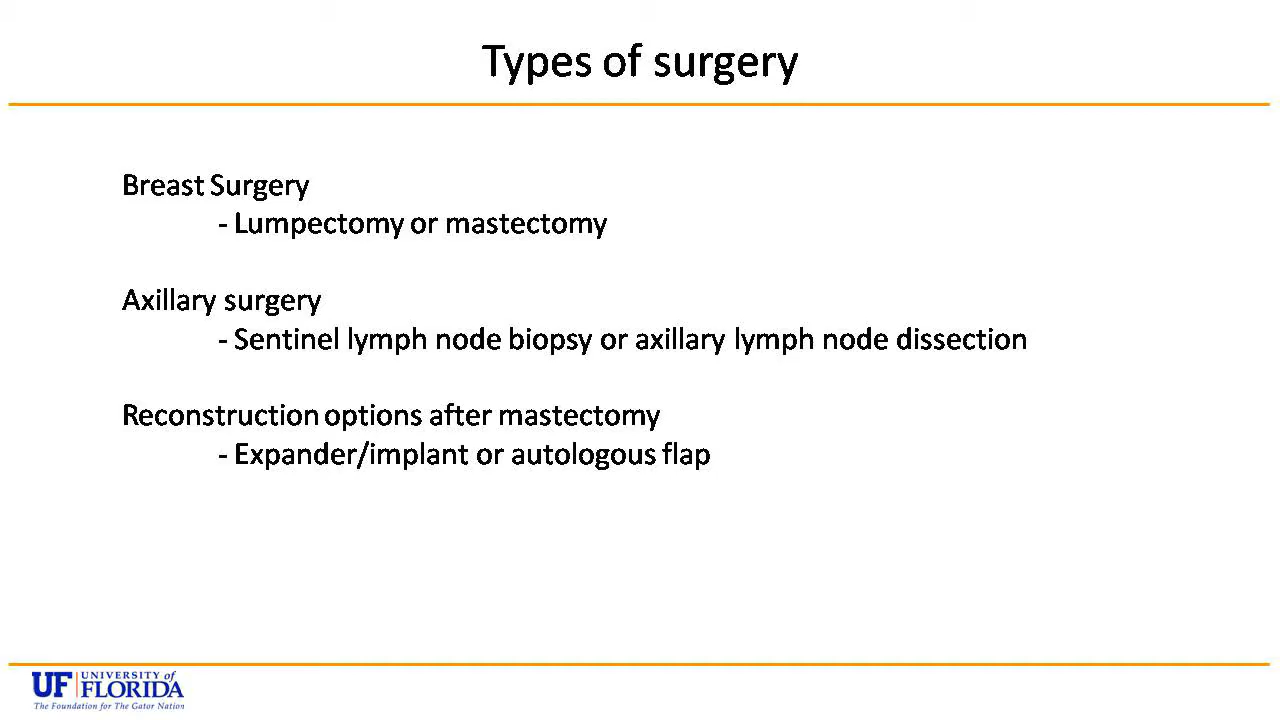 Types of surgery
Breast Surgery
- Lumpectomy or mastectomy
Axillary surgery
- Sentinel lymph node biopsy or axillary lymph node dissection
Reconstruction options after mastectomy
- Expander/implant or autologous flap
UF UNIVERSITY of
FLORIDA
The Foundation for The Gator Nation